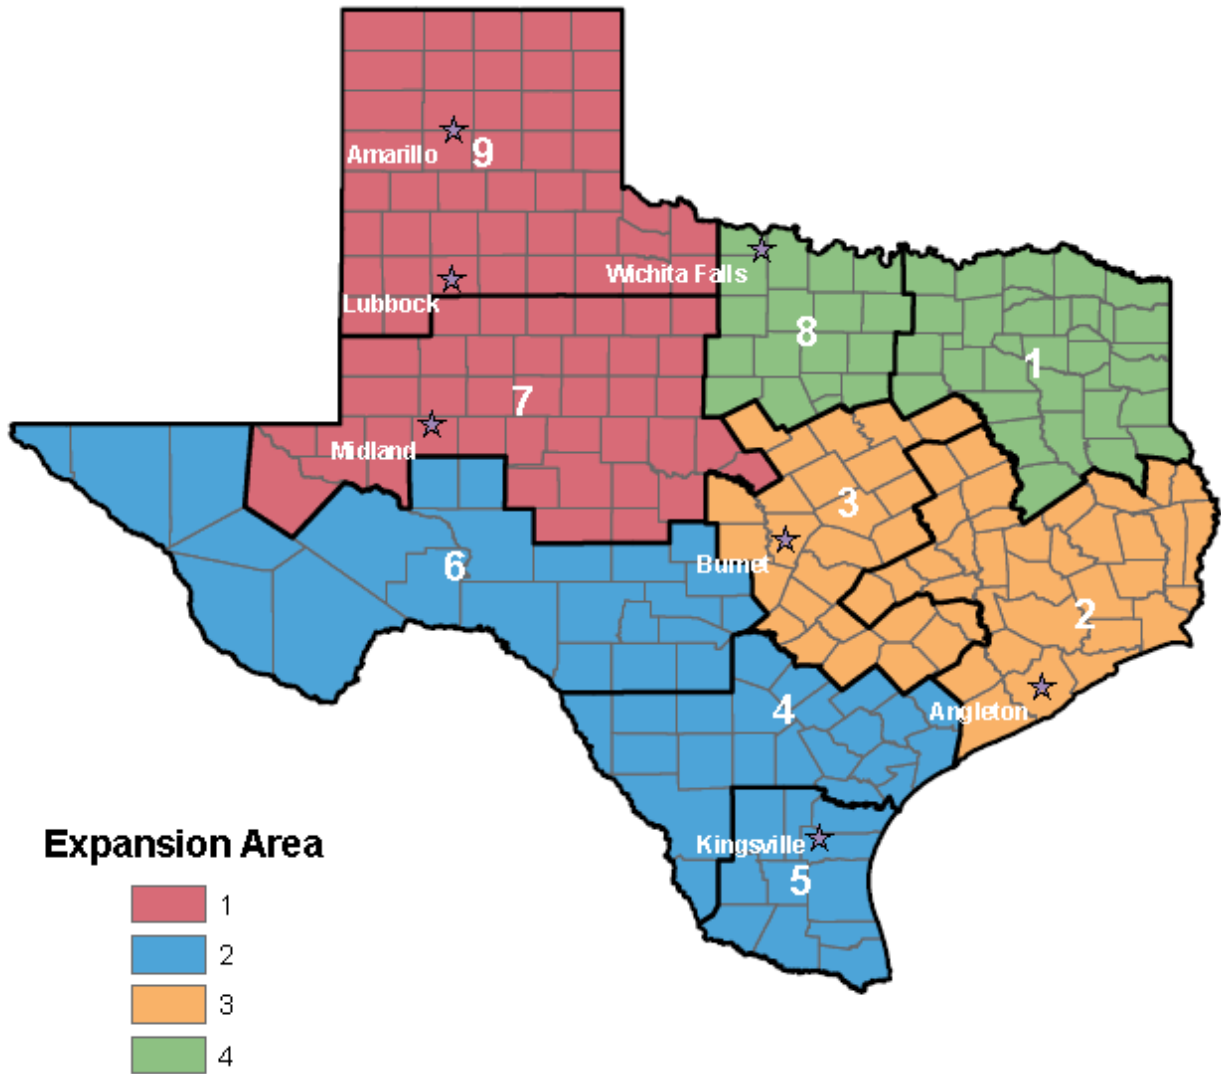 Amarillo
9
Wichita Falls
Lubbock
8
1
7
Midland
3
Burnet
6
2
4
Angleton
Kingsville
5
Expansion Area
1
2
3
4